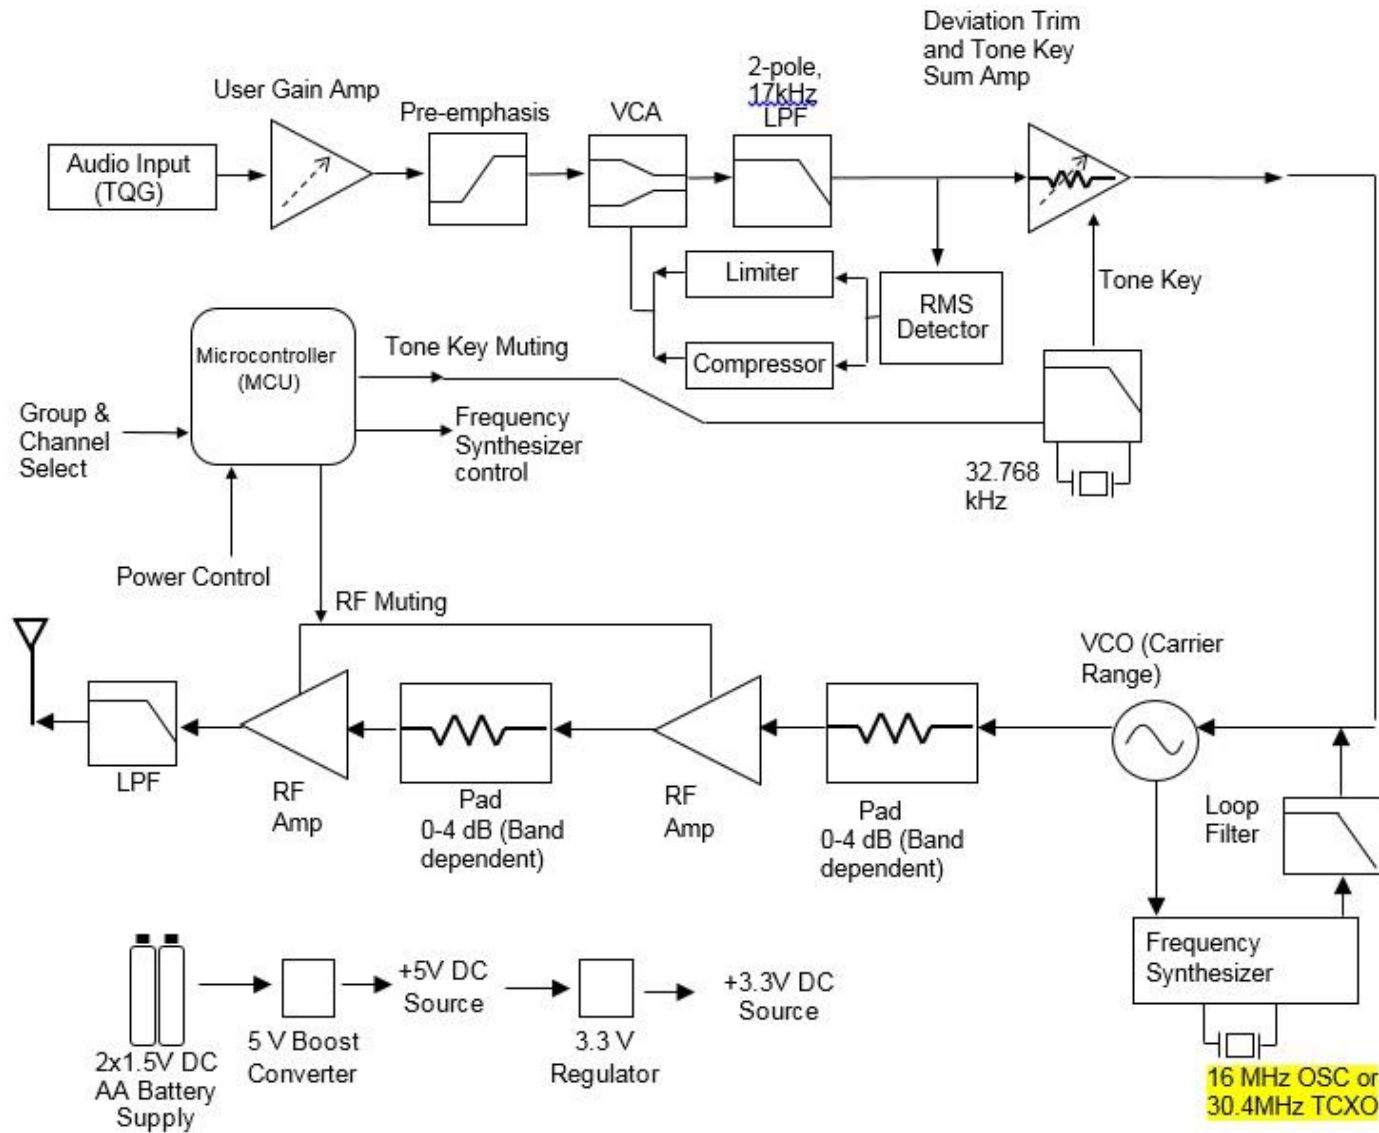 Deviation Trim
and Tone Key
Sum Amp
2-pole,
17kHz
LPF
User Gain Amp
Pre-emphasis
VCA
Audio Input
(TQG)
Limiter
RMS
Detector
Compressor
Tone Key
Microcontroller
(MCU)
Tone Key Muting
Group &
Channel
Select
Frequency
Synthesizer
control
32.768
kHz
Power Control
RF Muting
VCO (Carrier
Range)
LPF
RF
Amp
Pad
0-4 dB (Band
dependent)
RF
Amp
Pad
0-4 dB (Band
dependent)
Loop
Filter
Frequency
Synthesizer
16 MHz OSC or
30.4MHz TCXO
2x1.5V DC
AA Battery
Supply
5 V Boost
Converter
+5V DC
Source
3.3 V
Regulator
+3.3V DC
Source